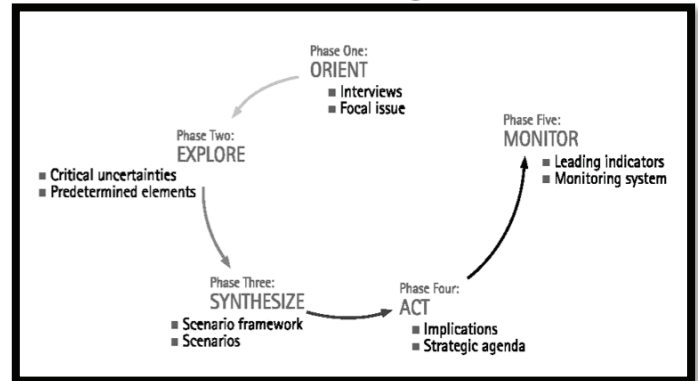 Phase One:
ORIENT
■ Interviews
■ Focal issue
Phase Two:
EXPLORE
■ Critical uncertainties
■ Predetermined elements
Phase Three:
SYNTHESIZE
■ Scenario framework
■ Scenarios
Phase Four:
ACT
■ Implications
■ Strategic agenda
Phase Five:
MONITOR
■ Leading indicators
■ Monitoring system